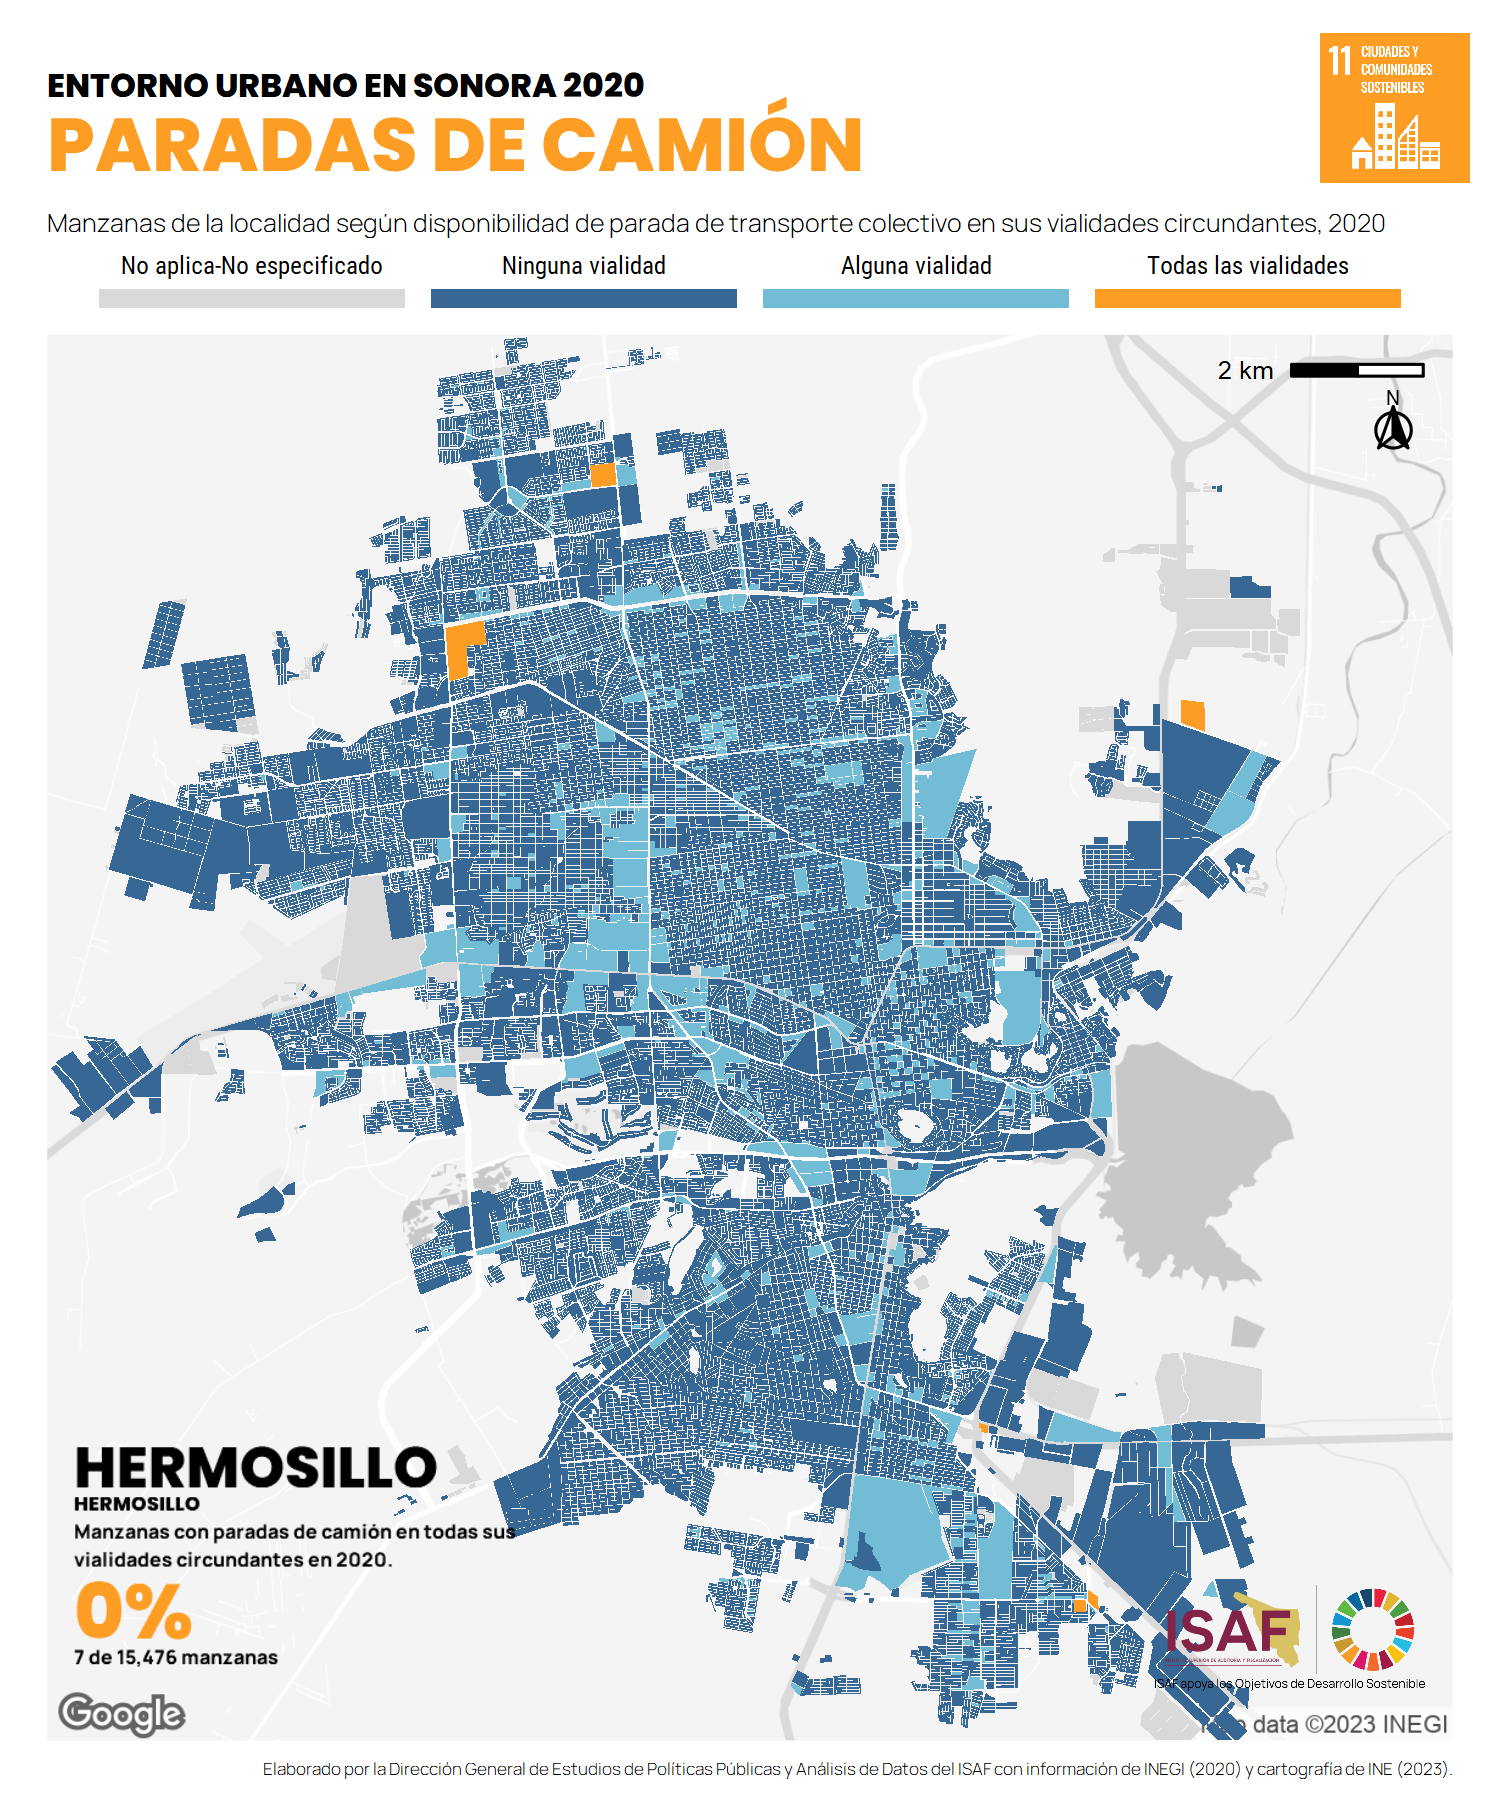 ENTORNO URBANO EN SONORA 2020
PARADAS DE CAMIÓN
11 CIUDADES Y
COMUNIDADES
SOSTENIBLES
Manzanas de la localidad según disponibilidad de parada de transporte colectivo en sus vialidades circundantes, 2020
No aplica-No especificado
Ninguna vialidad
Alguna vialidad
Todas las vialidades
2 km
N
HERMOSILLO
HERMOSILLO
Manzanas con paradas de camión en todas sus
vialidades circundantes en 2020.
0%
7 de 15,476 manzanas
ISAF
ISAF apoya los Objetivos de Desarrollo Sostenible
Google
data ©2023 INEGI
Elaborado por la Dirección General de Estudios de Políticas Públicas y Análisis de Datos del ISAF con información de INEGI (2020) y cartografía de INE (2023).